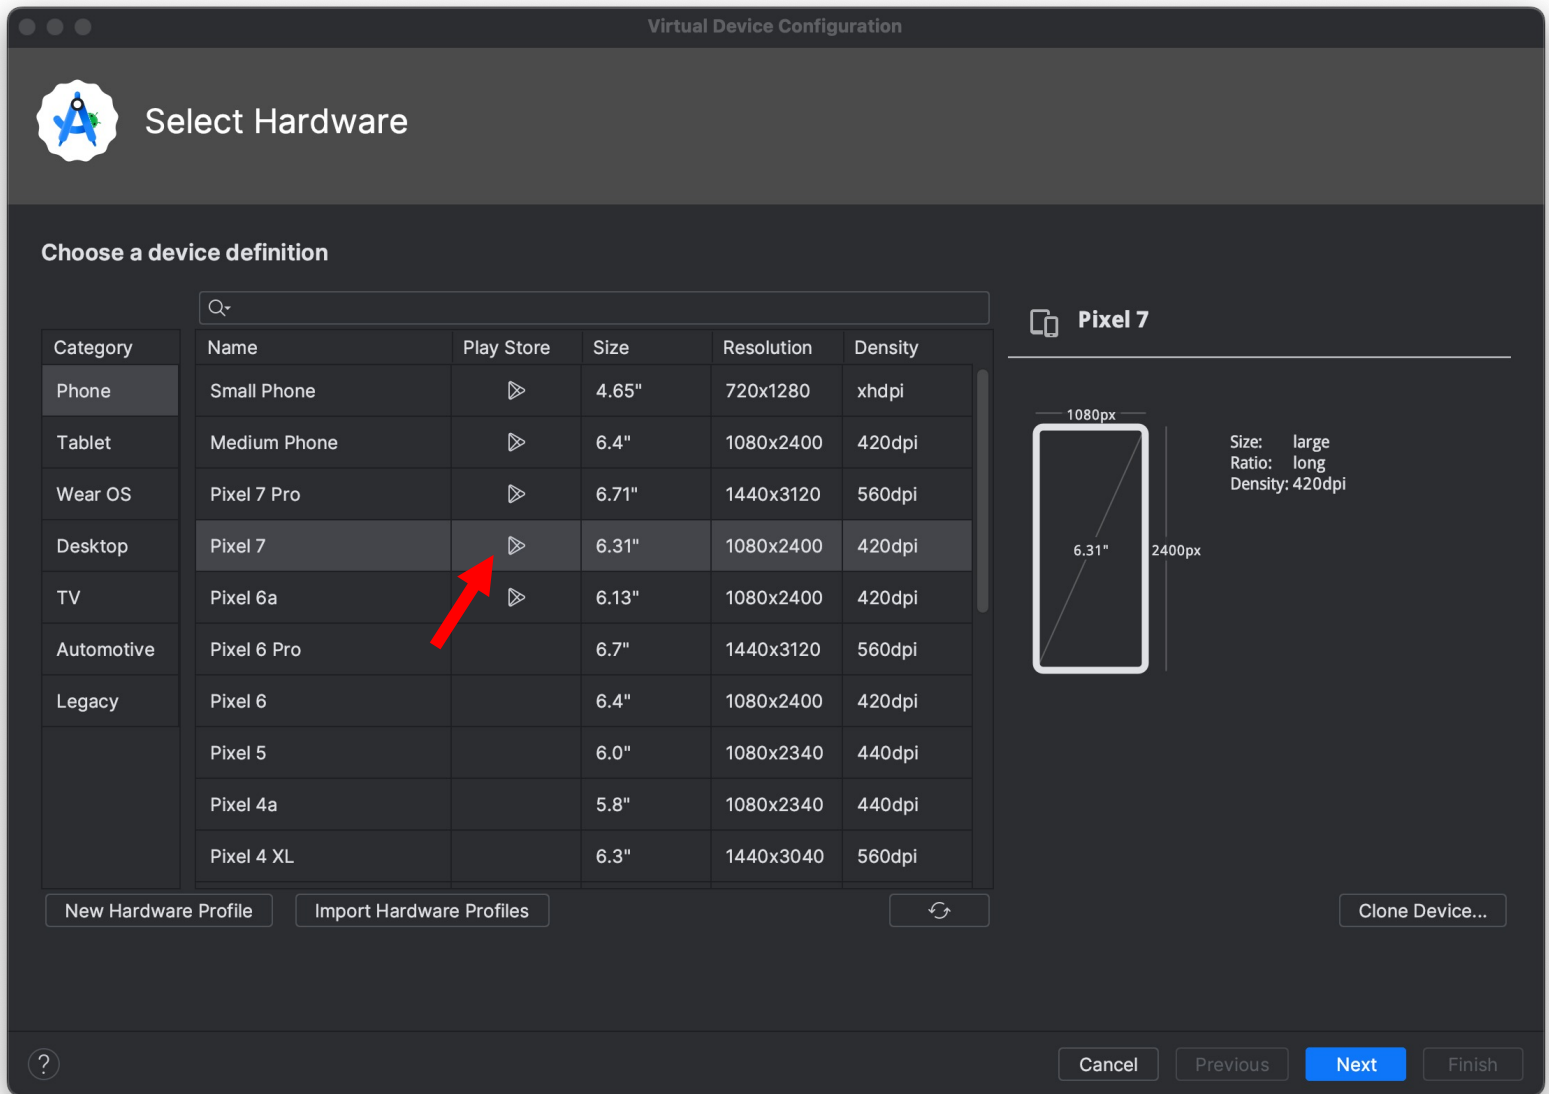 Virtual Device Configuration
Select Hardware
Choose a device definition
Pixel 7
Category
Name Play Store Size Resolution Density
Phone
Small Phone 4.65" 720x1280 xhdpi
Tablet
Medium Phone 6.4" 1080x2400 420dpi
Wear OS
Pixel 7 Pro 6.71" 1440x3120 560dpi
Desktop
Pixel 7 6.31" 1080x2400 420dpi
TV
Pixel 6a 6.13" 1080x2400 420dpi
Automotive
Pixel 6 Pro 6.7" 1440x3120 560dpi
Legacy
Pixel 6 6.4" 1080x2400 420dpi
Pixel 5 6.0" 1080x2340 440dpi
Pixel 4a 5.8" 1080x2340 440dpi
Pixel 4 XL 6.3" 1440x3040 560dpi
1080px
6.31"
2400px
Size: large
Ratio: long
Density: 420dpi
New Hardware Profile
Import Hardware Profiles
Clone Device...
?
Cancel
Previous
Next
Finish